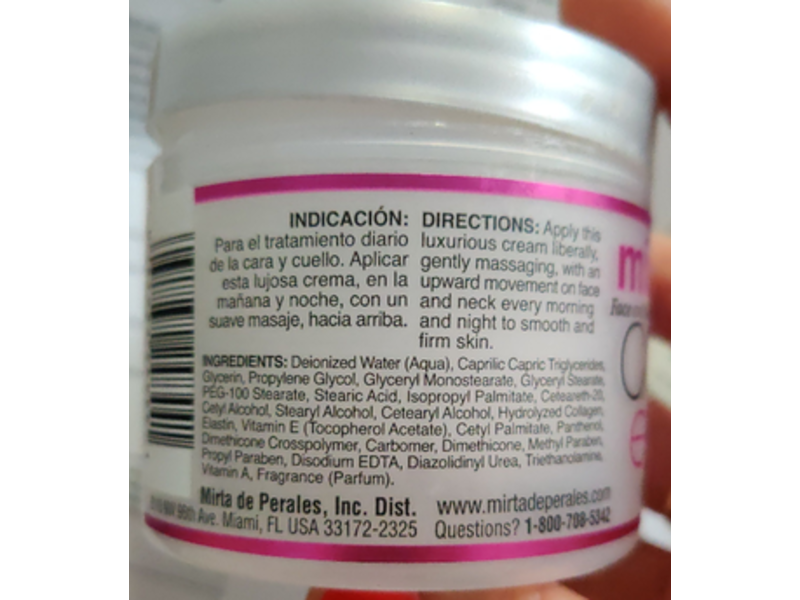 INDICACIÓN:
Para el tratamiento diario
de la cara y cuello. Aplicar
esta lujosa crema, en la
mañana y noche, con un
suave masaje, hacia arriba.
DIRECTIONS: Apply this
luxurious cream liberally,
gently massaging, with an
upward movement on face
and neck every morning
and night to smooth and
firm skin.
INGREDIENTS: Deionized Water (Aqua), Caprilic Capric Triglycerides,
Glycerin, Propylene Glycol, Glyceryl Monostearate, Glyceryl Stearate,
PEG-100 Stearate, Stearic Acid, Isopropyl Palmitate, Ceteareth-20,
Cetyl Alcohol, Stearyl Alcohol, Cetearyl Alcohol, Hydrolyzed Collagen,
Elastin, Vitamin E (Tocopherol Acetate), Cetyl Palmitate, Panthenol,
Dimethicone Crosspolymer, Carbomer, Dimethicone, Methyl Paraben,
Propyl Paraben, Disodium EDTA, Diazolidinyl Urea, Triethanolamine,
Vitamin A, Fragrance (Parfum).
Mirta de Perales, Inc. Dist.
Ave. Miami, FL USA 33172-2325
www.mirtadeperales.com
Questions? 1-800-708-5342
mi
Face